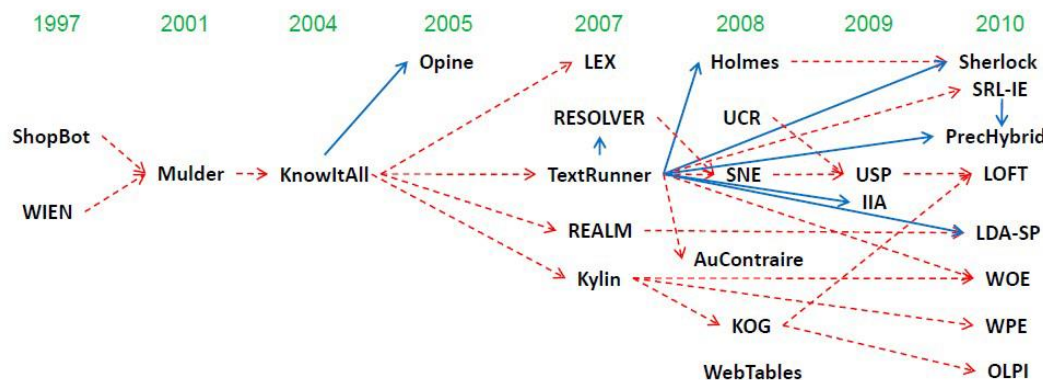 1997 2001 2004 2005 2007 2008 2009 2010
Opine LEX Holmes Sherlock
SRL-IE
RESOLVER UCR
ShopBot PrecHybrid
Mulder KnowItAll TextRunner SNE USP LOFT
IIA
WIEN
REALM LDA-SP
AuContraire
Kylin WOE
KOG WPE
WebTables OLPI